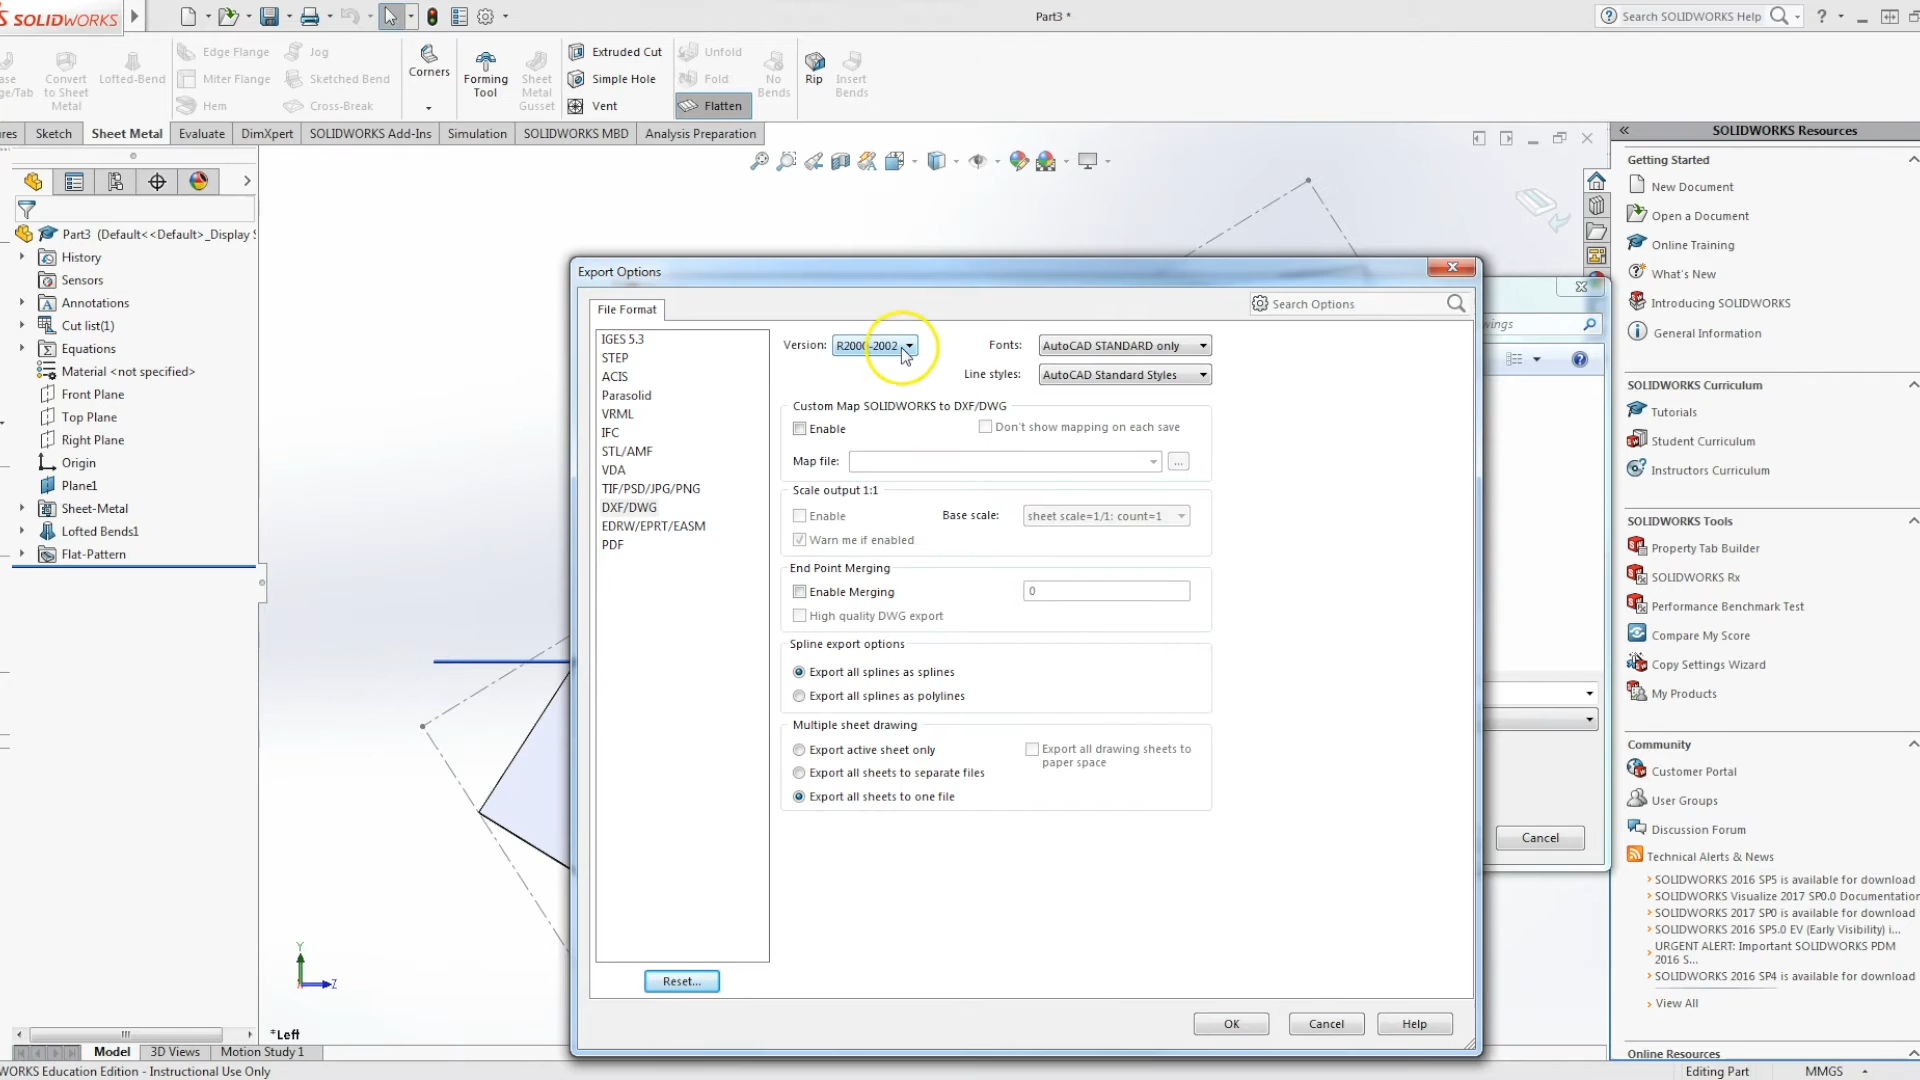 SOLIDWORKS
Part3 *
Search SOLIDWORKS Help
?
Edge Flange
Jog
Extruded Cut
Unfold
Convert to Sheet Metal
Lofted-Bend
Miter Flange
Sketched Bend
Corners
Forming Tool
Sheet Metal Gusset
Simple Hole
Fold
No Bends
Rip
Insert Bends
Hem
Cross-Break
Vent
Flatten
res
Sketch
Sheet Metal
Evaluate
DimXpert
SOLIDWORKS Add-Ins
Simulation
SOLIDWORKS MBD
Analysis Preparation
Part3 (Default<<Default>_Display S
History
Sensors
Annotations
Cut list(1)
Equations
Material <not specified>
Front Plane
Top Plane
Right Plane
Origin
Plane1
Sheet-Metal
Lofted Bends1
Flat-Pattern
Export Options
File Format
Search Options
IGES 5.3
STEP
ACIS
Parasolid
VRML
IFC
STL/AMF
VDA
TIF/PSD/JPG/PNG
DXF/DWG
EDRW/EPRT/EASM
PDF
Reset...
Version: R2000-2002
Fonts: AutoCAD STANDARD only
Line styles: AutoCAD Standard Styles
Custom Map SOLIDWORKS to DXF/DWG
Enable
Don't show mapping on each save
Map file:
...
Scale output 1:1
Enable
Base scale: sheet scale=1/1: count=1
Warn me if enabled
End Point Merging
Enable Merging
0
High quality DWG export
Spline export options
Export all splines as splines
Export all splines as polylines
Multiple sheet drawing
Export active sheet only
Export all drawing sheets to
paper space
Export all sheets to separate files
Export all sheets to one file
OK
Cancel
Help
wings
Cancel
SOLIDWORKS Resources
Getting Started
New Document
Open a Document
Online Training
What's New
Introducing SOLIDWORKS
General Information
SOLIDWORKS Curriculum
Tutorials
Student Curriculum
Instructors Curriculum
SOLIDWORKS Tools
Property Tab Builder
SOLIDWORKS Rx
Performance Benchmark Test
Compare My Score
Copy Settings Wizard
My Products
Community
Customer Portal
User Groups
Discussion Forum
Technical Alerts & News
SOLIDWORKS 2016 SP5 is available for download
SOLIDWORKS Visualize 2017 SP0.0 Documentation
SOLIDWORKS 2017 SP0 is available for download
SOLIDWORKS 2016 SP5.0 EV (Early Visibility) i...
URGENT ALERT: Important SOLIDWORKS PDM
2016 S...
SOLIDWORKS 2016 SP4 is available for download
View All
Online Resources
Y
Z
*Left
Model
3D Views
Motion Study 1
WORKS Education Edition - Instructional Use Only
Editing Part
MMGS